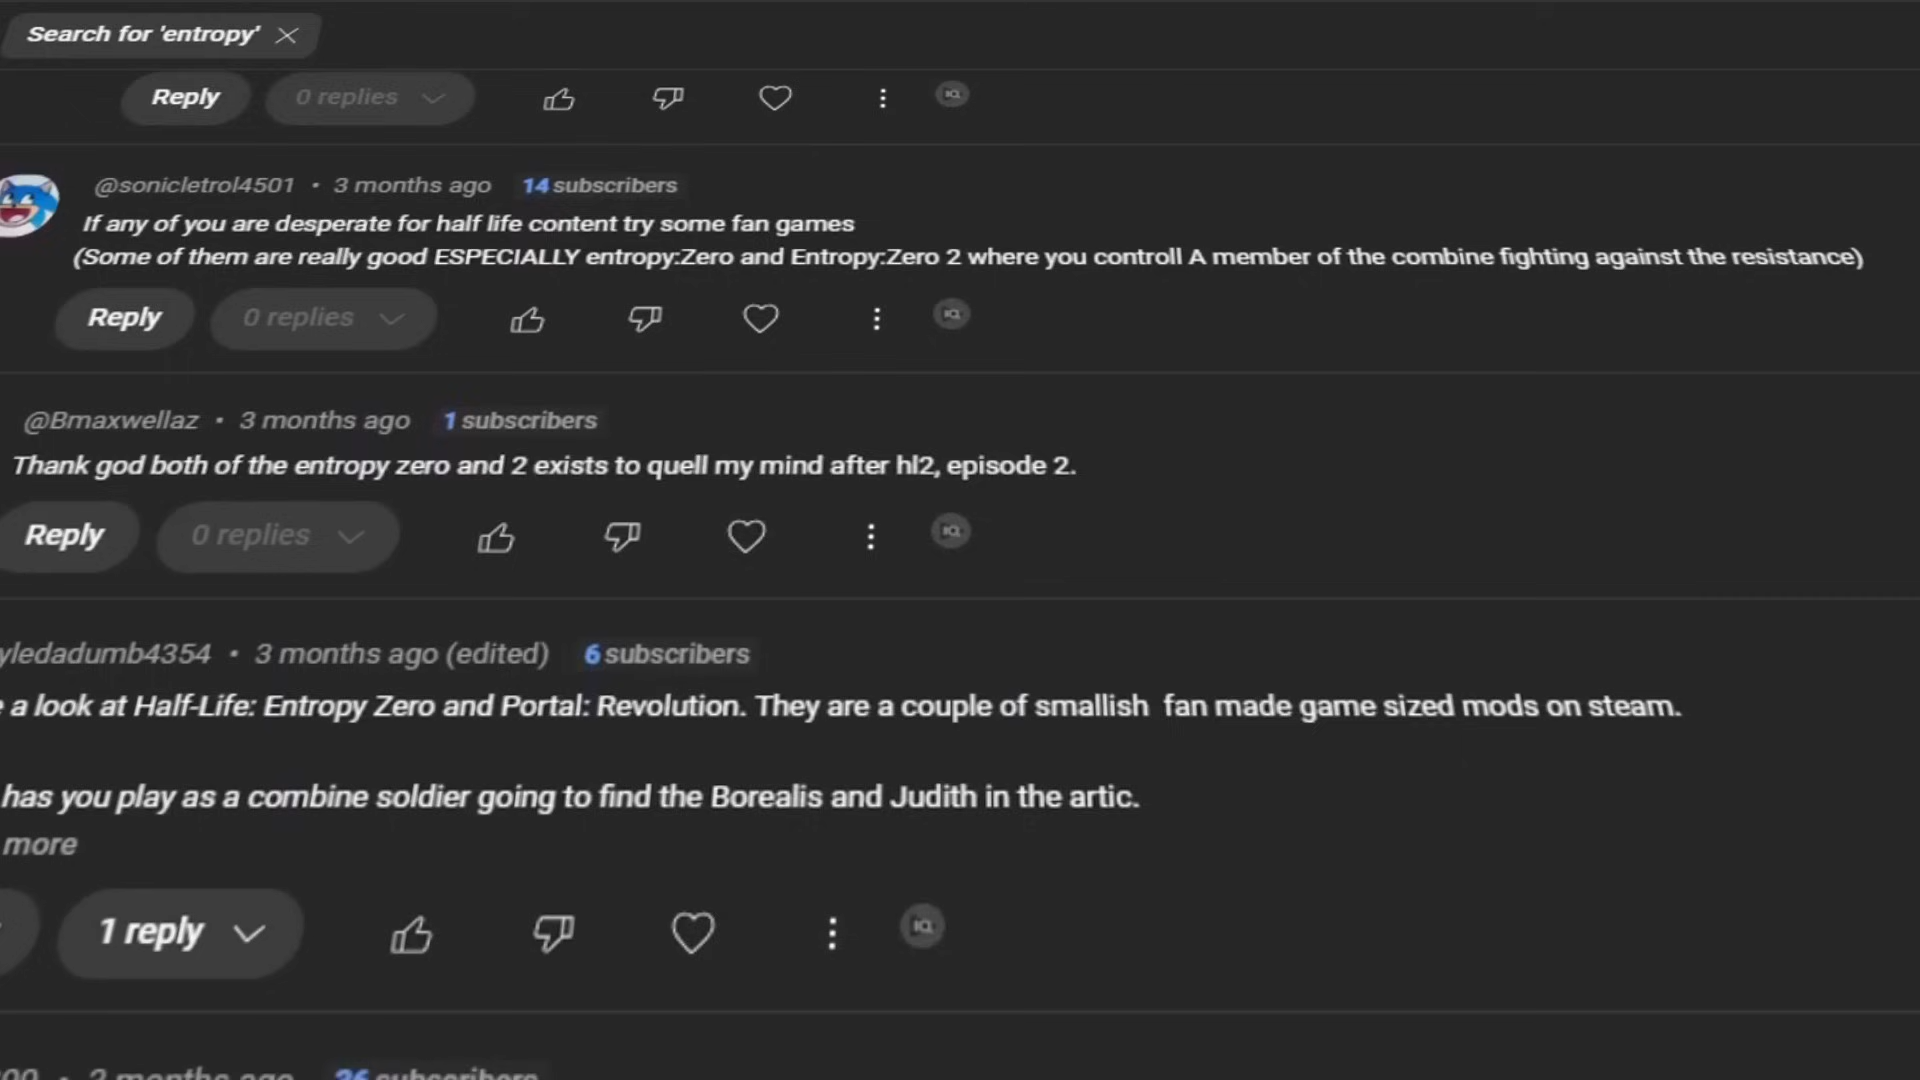 Search for 'entropy'
Reply 0 replies
@sonicletrol4501 • 3 months ago 14 subscribers
If any of you are desperate for half life content try some fan games
(Some of them are really good ESPECIALLY entropy:Zero and Entropy:Zero 2 where you controll A member of the combine fighting against the resistance)
Reply 0 replies
@Bmaxwellaz • 3 months ago 1 subscribers
Thank god both of the entropy zero and 2 exists to quell my mind after hl2, episode 2.
Reply 0 replies
yledadumb4354 • 3 months ago (edited) 6 subscribers
a look at Half-Life: Entropy Zero and Portal: Revolution. They are a couple of smallish fan made game sized mods on steam.
has you play as a combine soldier going to find the Borealis and Judith in the artic.
more
1 reply
months ago 26 subscribers